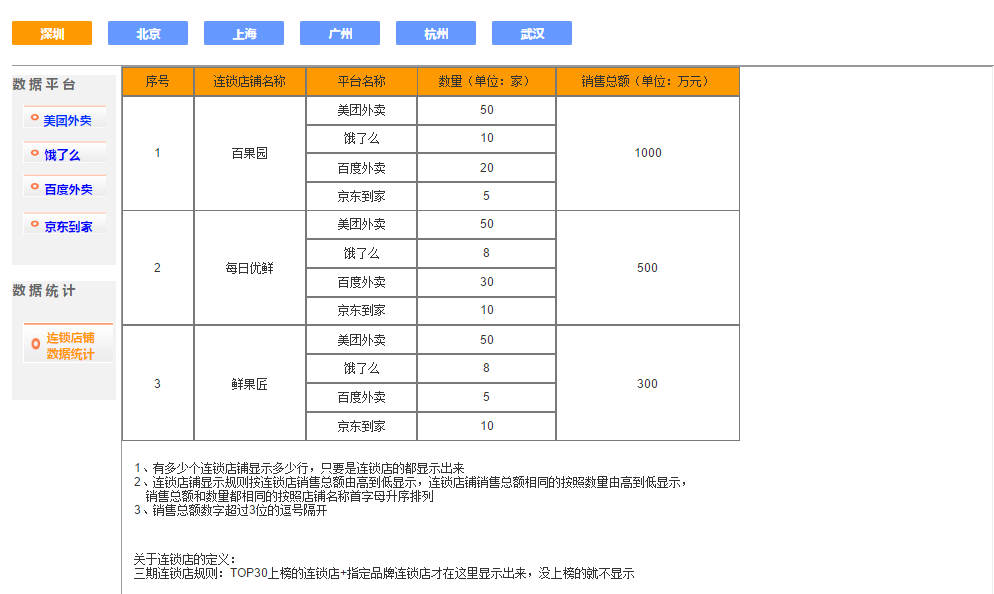 深圳 北京 上海 广州 杭州 武汉
数据平台
美团外卖
饿了么
百度外卖
京东到家
数据统计
连锁店铺
数据统计
序号 连锁店铺名称 平台名称 数量（单位：家） 销售总额（单位：万元）
1 百果园 美团外卖 50 1000
饿了么 10
百度外卖 20
京东到家 5
2 每日优鲜 美团外卖 50 500
饿了么 8
百度外卖 30
京东到家 10
3 鲜果匠 美团外卖 50 300
饿了么 8
百度外卖 5
京东到家 10
1、有多少个连锁店铺显示多少行，只要是连锁店的都显示出来
2、连锁店铺显示规则按连锁店销售总额由高到低显示，连锁店铺销售总额相同的按照数量由高到低显示，
销售总额和数量都相同的按照店铺名称首字母升序排列
3、销售总额数字超过3位的逗号隔开
关于连锁店的定义：
三期连锁店规则：TOP30上榜的连锁店+指定品牌连锁店才在这里显示出来，没上榜的就不显示